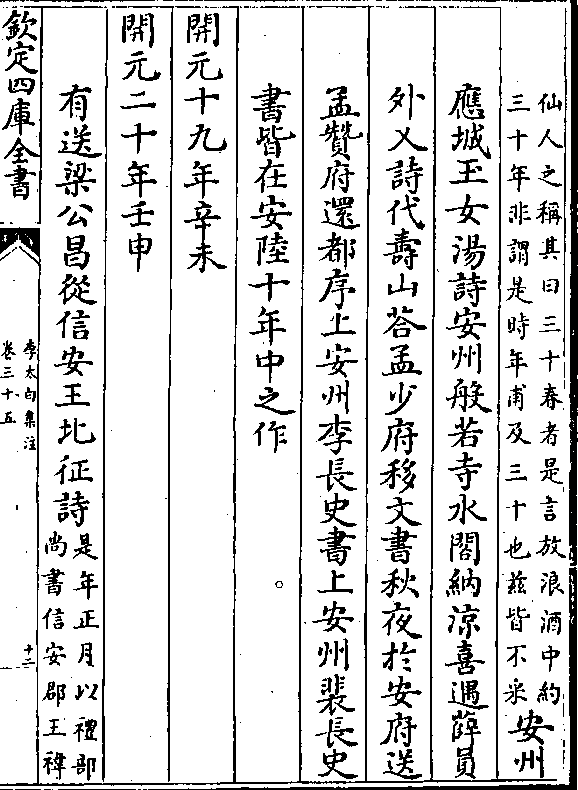 仙人之稱其曰三十春者是言放浪酒中約
三十年非謂是時年甫及三十也兹皆不采
安州
應城玉女湯詩安州般若寺水閣納凉喜遇薛員
外乂詩代壽山荅孟少府移文書秋夜於安府送
孟贊府還都序上安州李長史書上安州裴長史
書皆在安陸十年中之作
開元十九年辛未
開元二十年壬申
有送梁公昌從信安王北征詩
是年正月以禮部
尚書信安郡王禕
欽定四庫全書
李太白集注
卷三十五
十二